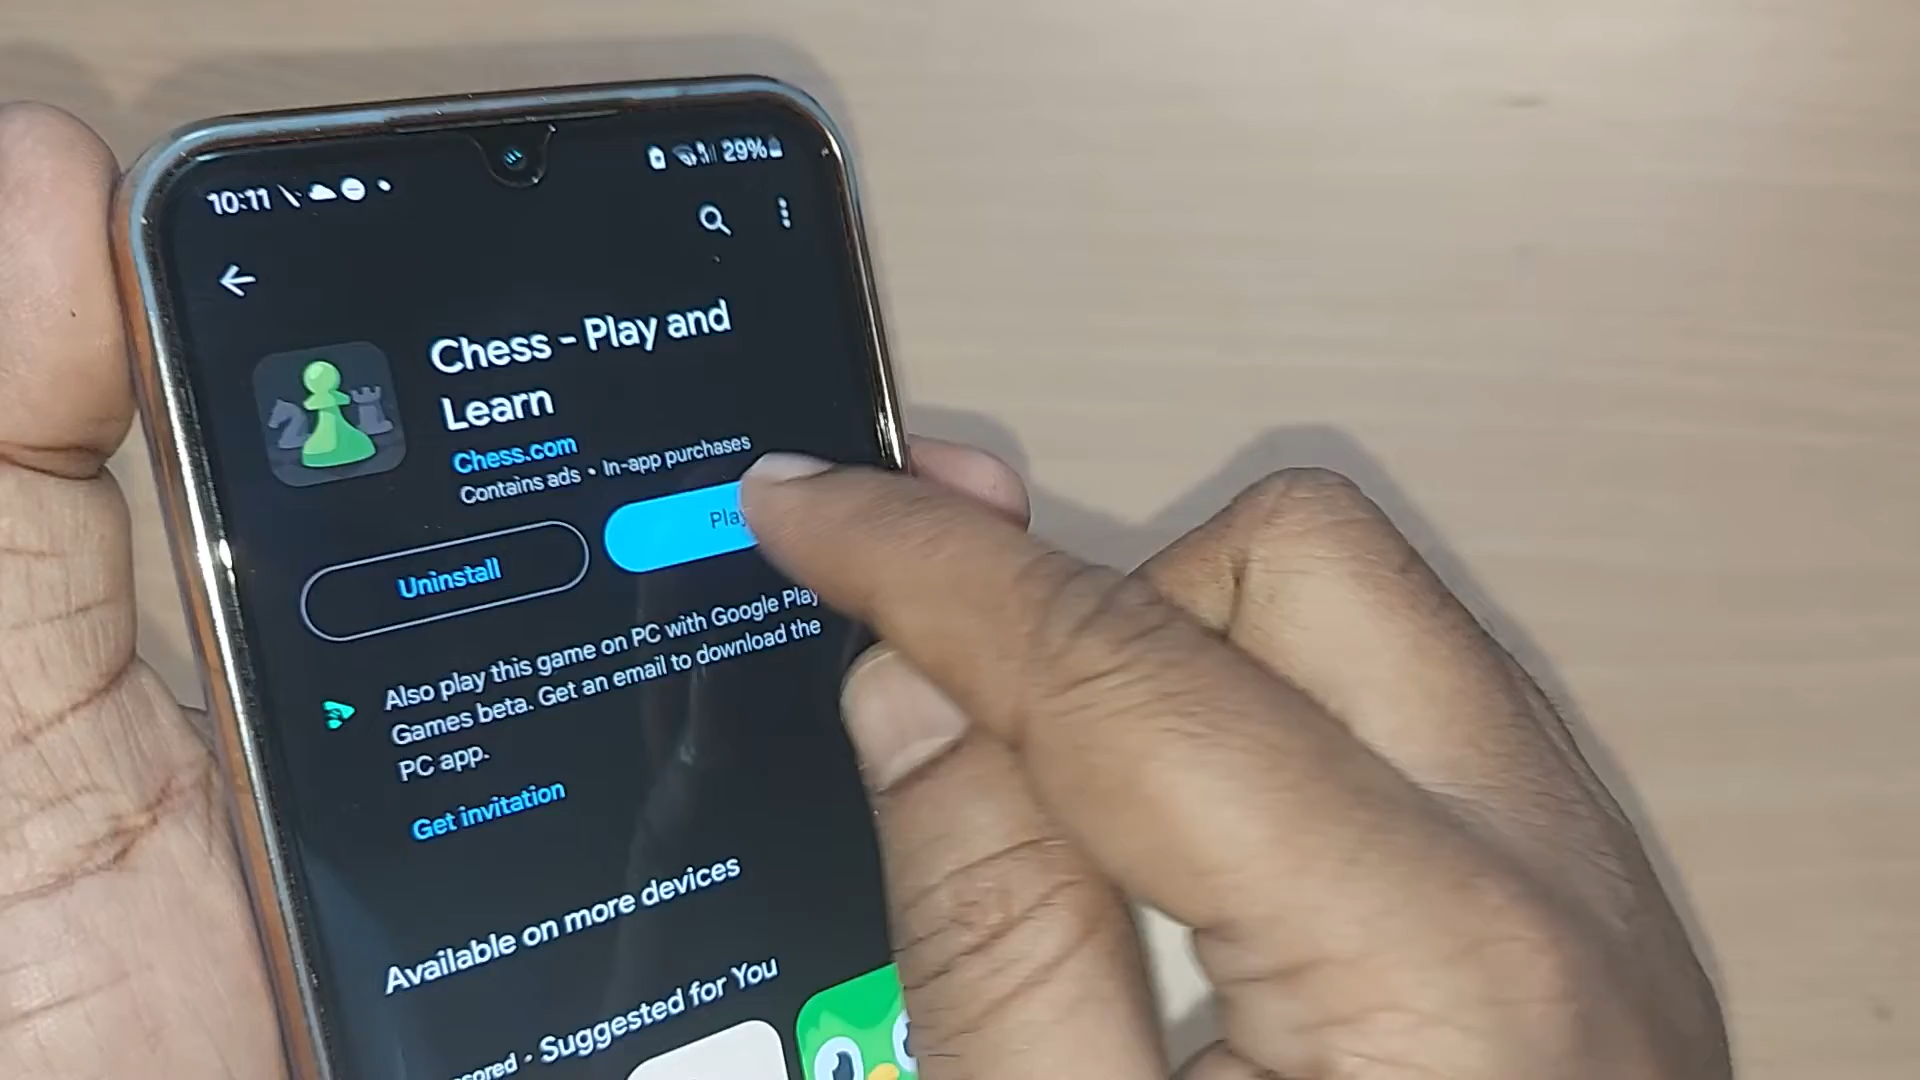 10:11
29%
Chess - Play and
Learn
Chess.com
Contains ads • In-app purchases
Uninstall
Play
Also play this game on PC with Google Play
Games beta. Get an email to download the
PC app.
Get invitation
Available on more devices
• Suggested for You